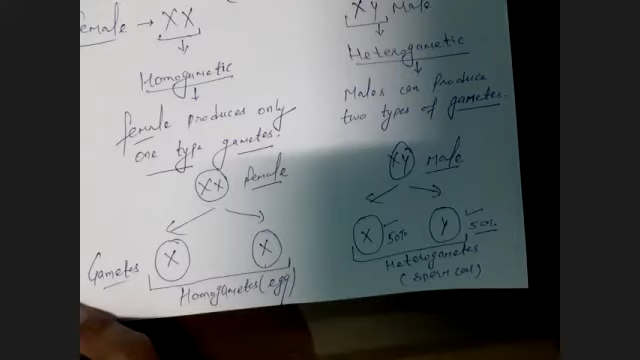 Female → XX
XY Male
Homogametic
Heterogametic
female produces only
one type gametes.
Males can produce
two types of gametes.
XX Female
XY Male
Gametes X X
X 50% Y 50%
Homogametes (egg)
Heterogametes
(sperm cell)